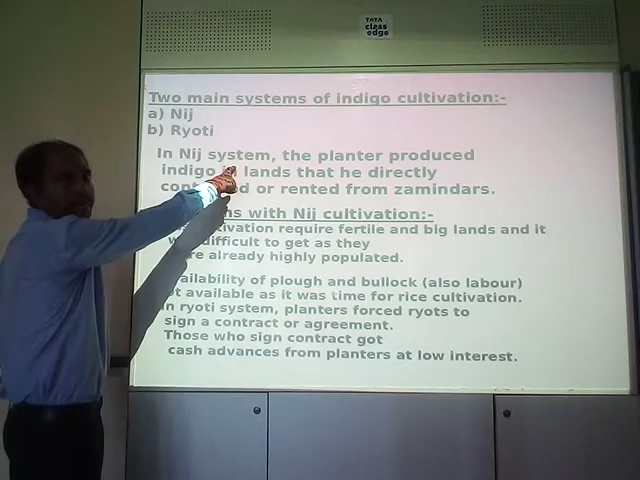 TATA
class
edge
Two main systems of indigo cultivation:-
a) Nij
b) Ryoti
In Nij system, the planter produced
indigo lands that he directly
or rented from zamindars.
with Nij cultivation:-
require fertile and big lands and it
difficult to get as they
already highly populated.
of plough and bullock (also labour)
available as it was time for rice cultivation.
In ryoti system, planters forced ryots to
sign a contract or agreement.
Those who sign contract got
cash advances from planters at low interest.